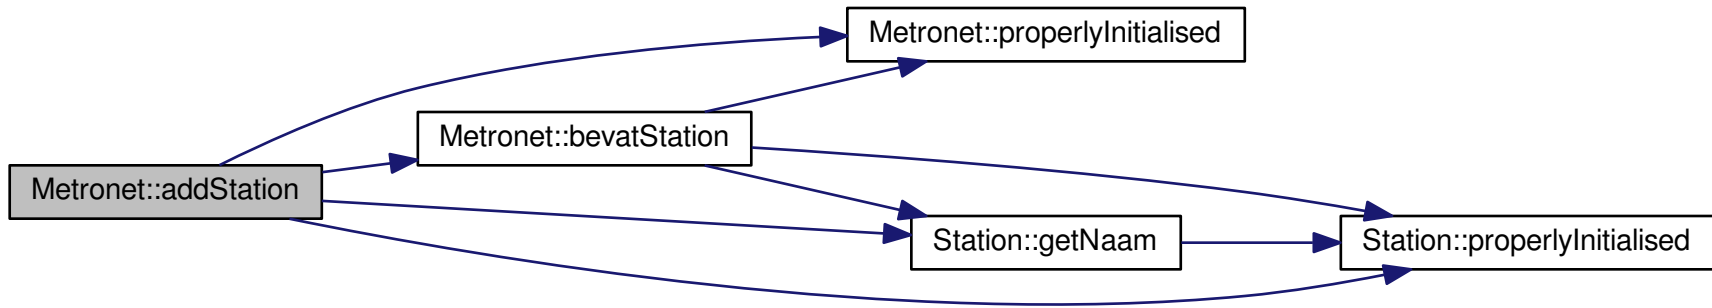 Metronet::properlyInitialised
Metronet::bevatStation
Metronet::addStation
Station::getNaam
Station::properlyInitialised